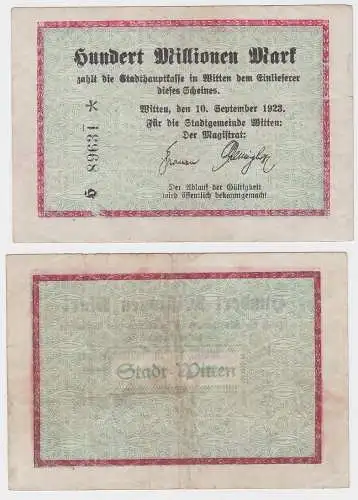 Hundert Millionen Mark
zahlt die Stadthauptkasse in Witten dem Einlieferer
dieses Scheines.
Witten, den 10. September 1923.
Für die Stadtgemeinde Witten:
Der Magistrat:
Der Ablauf der Gültigkeit
wird öffentlich bekanntgemacht
89631 *
Stadt Witten